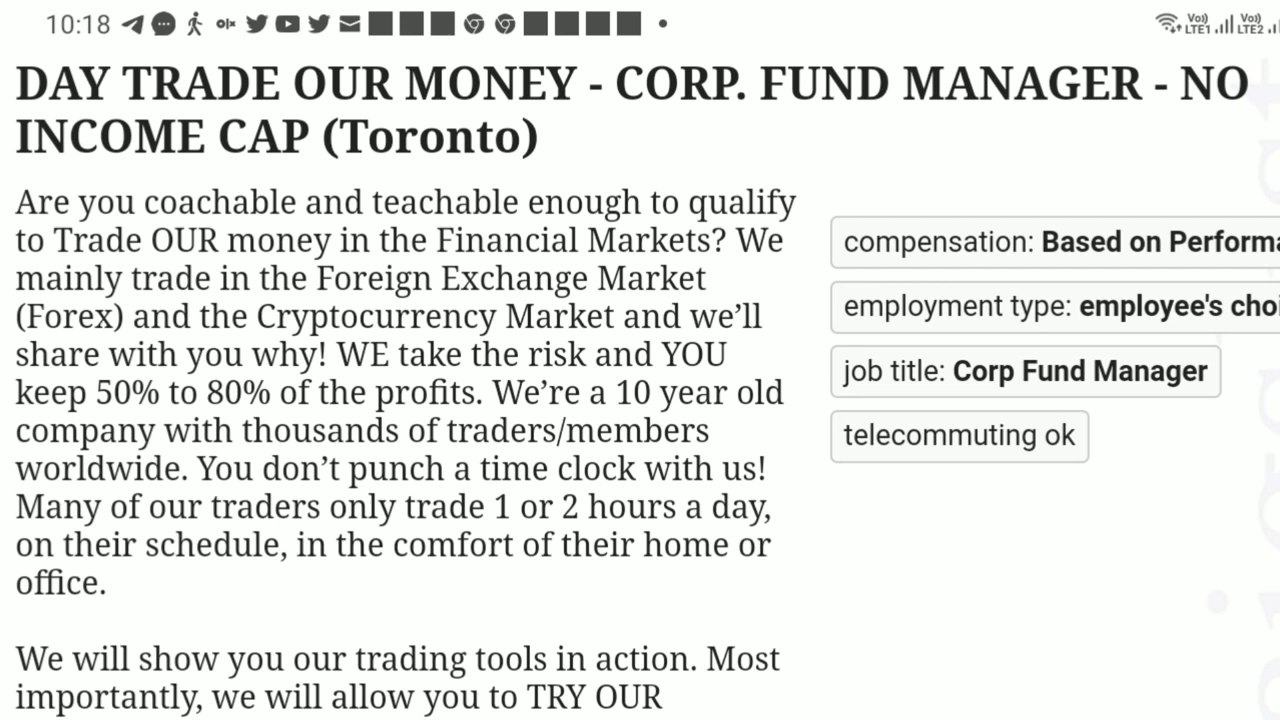 10:18
DAY TRADE OUR MONEY - CORP. FUND MANAGER - NO
INCOME CAP (Toronto)
Are you coachable and teachable enough to qualify
to Trade OUR money in the Financial Markets? We
mainly trade in the Foreign Exchange Market
(Forex) and the Cryptocurrency Market and we’ll
share with you why! WE take the risk and YOU
keep 50% to 80% of the profits. We’re a 10 year old
company with thousands of traders/members
worldwide. You don’t punch a time clock with us!
Many of our traders only trade 1 or 2 hours a day,
on their schedule, in the comfort of their home or
office.
We will show you our trading tools in action. Most
importantly, we will allow you to TRY OUR
compensation: Based on Performa
employment type: employee's choi
job title: Corp Fund Manager
telecommuting ok